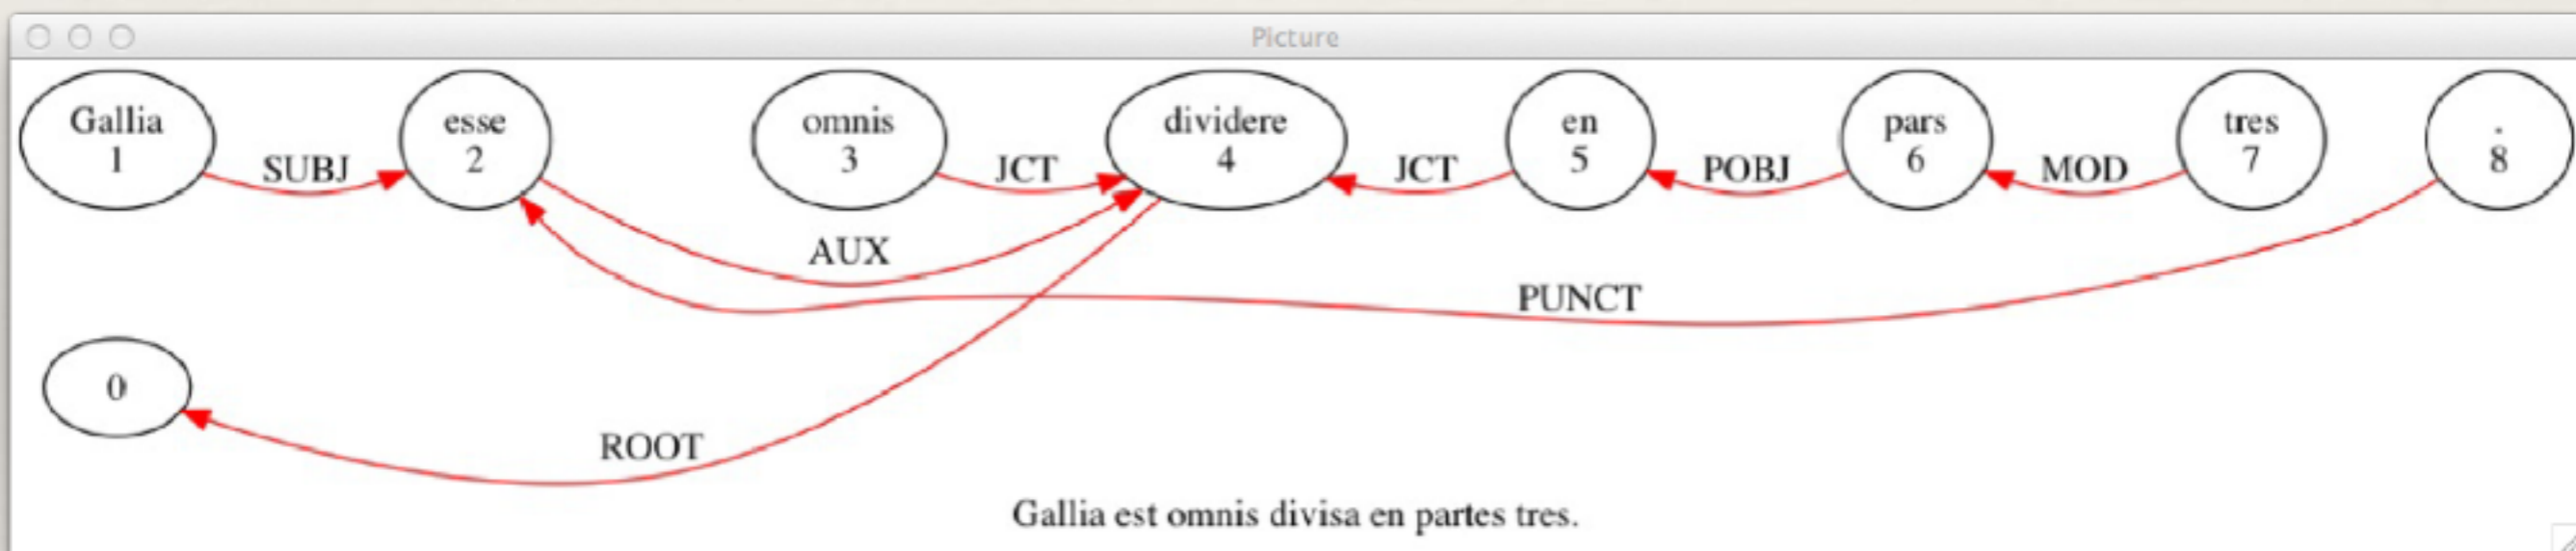 Picture
Gallia esse omnis dividere en pars tres .
1 2 3 4 5 6 7 8
SUBJ JCT JCT POBJ MOD
AUX
PUNCT
0
ROOT
Gallia est omnis divisa en partes tres.